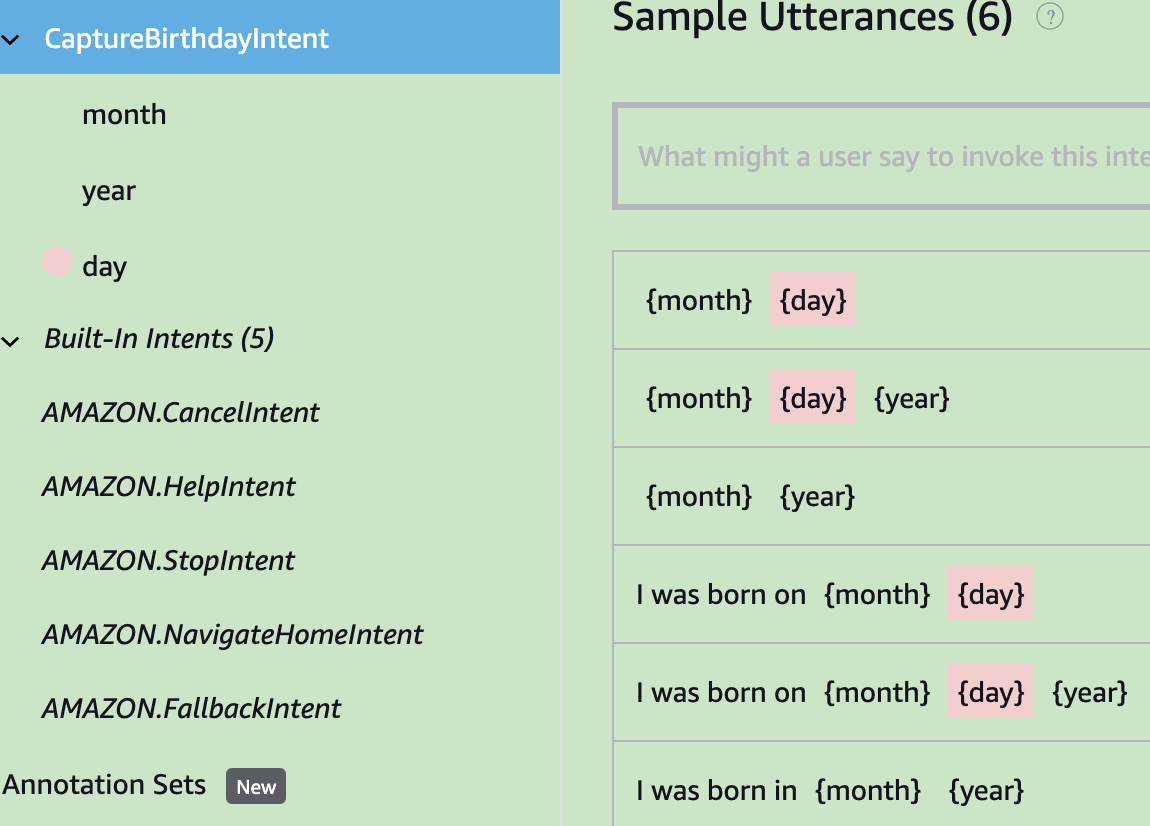 CaptureBirthdayIntent
month
year
day
Built-In Intents (5)
AMAZON.CancelIntent
AMAZON.HelpIntent
AMAZON.StopIntent
AMAZON.NavigateHomeIntent
AMAZON.FallbackIntent
Annotation Sets New
Sample Utterances (6) ?
What might a user say to invoke this inte
{month} {day}
{month} {day} {year}
{month} {year}
I was born on {month} {day}
I was born on {month} {day} {year}
I was born in {month} {year}